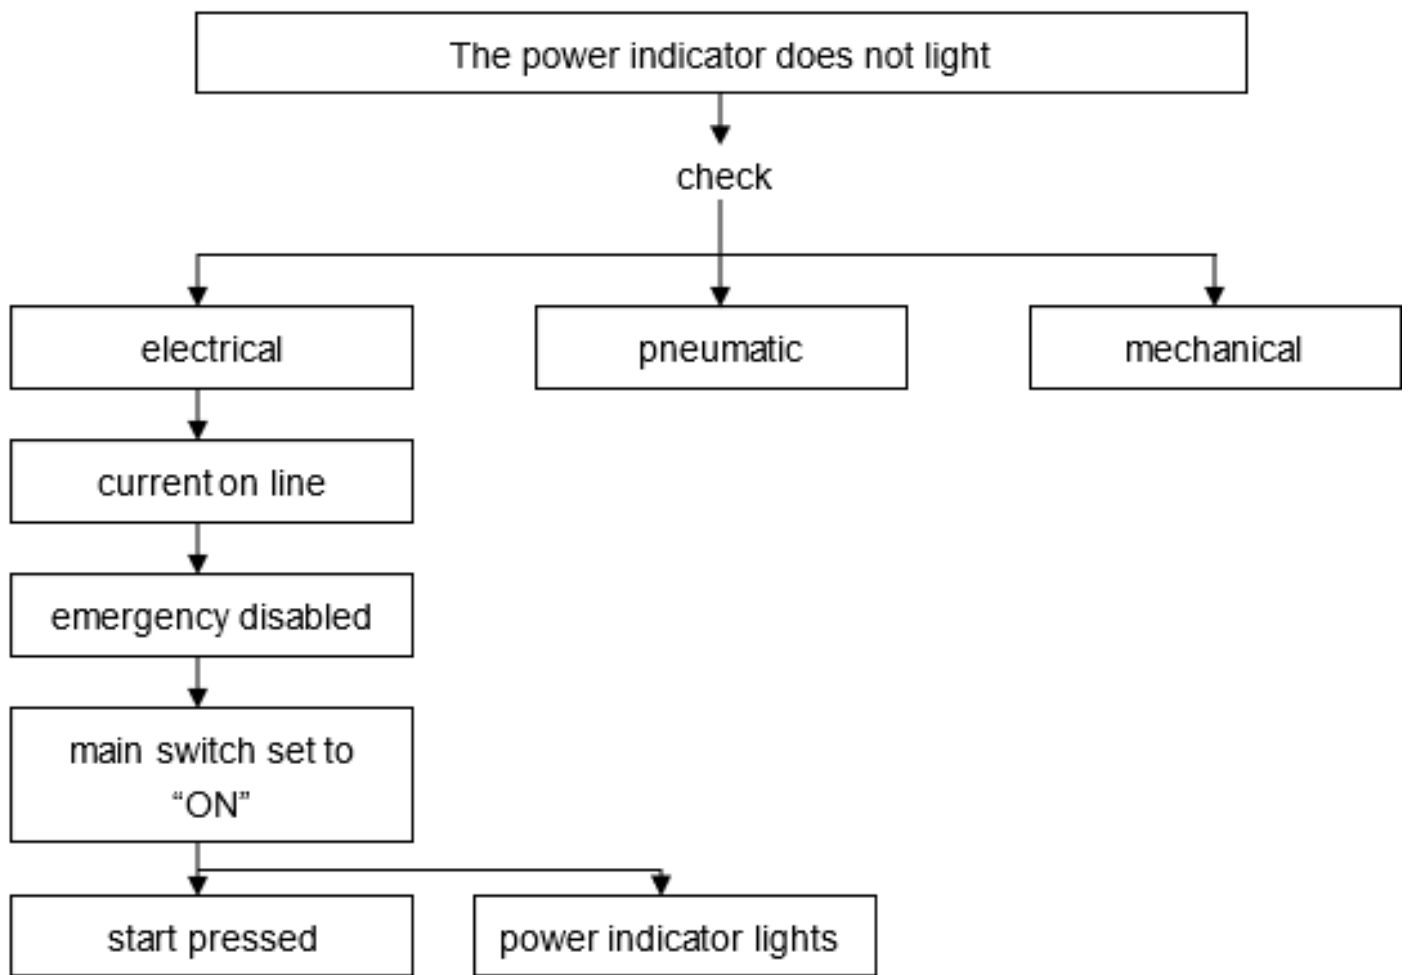 The power indicator does not light
check
electrical
pneumatic
mechanical
current on line
emergency disabled
main switch set to
“ON”
start pressed
power indicator lights